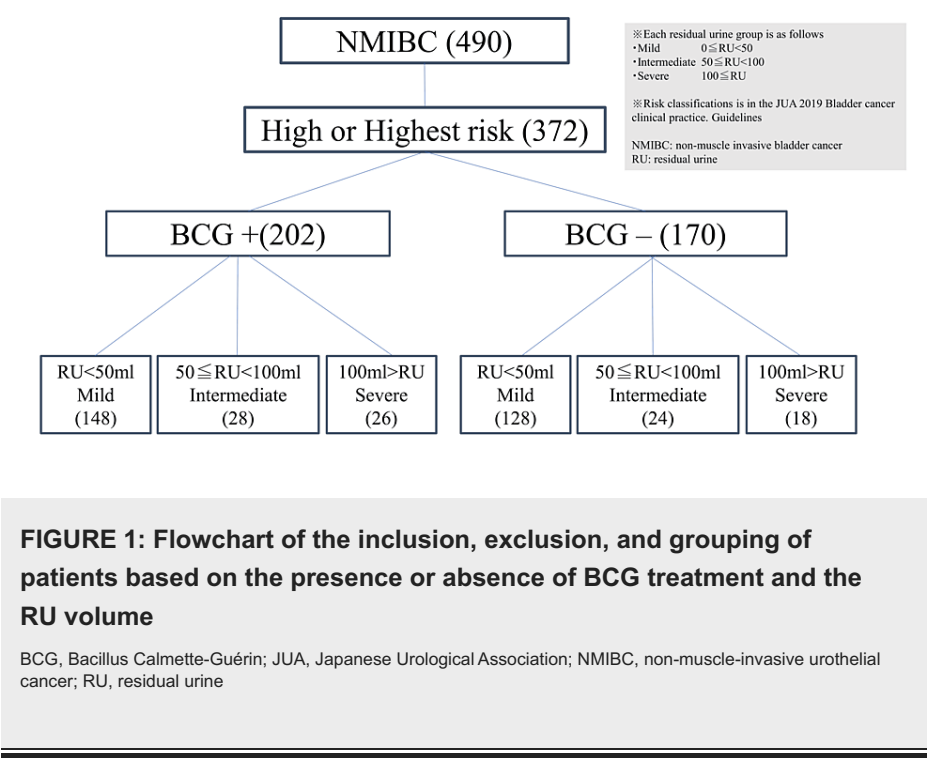 NMIBC (490)
※Each residual urine group is as follows
・Mild 0≦RU<50
・Intermediate 50≦RU<100
・Severe 100≦RU
※Risk classifications is in the JUA 2019 Bladder cancer
clinical practice. Guidelines
NMIBC: non-muscle invasive bladder cancer
RU: residual urine
High or Highest risk (372)
BCG +(202)
BCG – (170)
RU<50ml
Mild
(148)
50≦RU<100ml
Intermediate
(28)
100ml>RU
Severe
(26)
RU<50ml
Mild
(128)
50≦RU<100ml
Intermediate
(24)
100ml>RU
Severe
(18)
FIGURE 1: Flowchart of the inclusion, exclusion, and grouping of
patients based on the presence or absence of BCG treatment and the
RU volume
BCG, Bacillus Calmette-Guérin; JUA, Japanese Urological Association; NMIBC, non-muscle-invasive urothelial
cancer; RU, residual urine